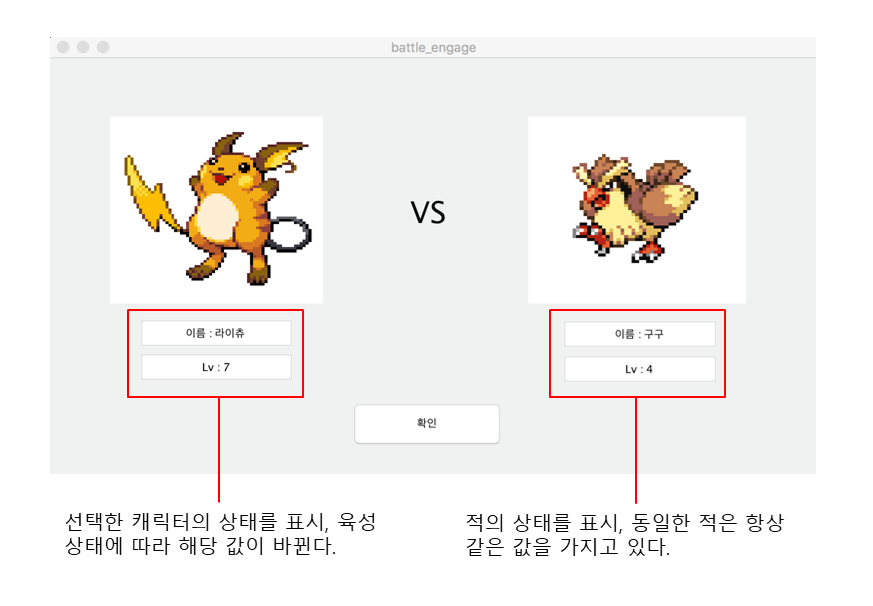 battle_engage
VS
이름 : 라이츄
Lv : 7
이름 : 구구
Lv : 4
확인
선택한 캐릭터의 상태를 표시, 육성
상태에 따라 해당 값이 바뀐다.
적의 상태를 표시, 동일한 적은 항상
같은 값을 가지고 있다.